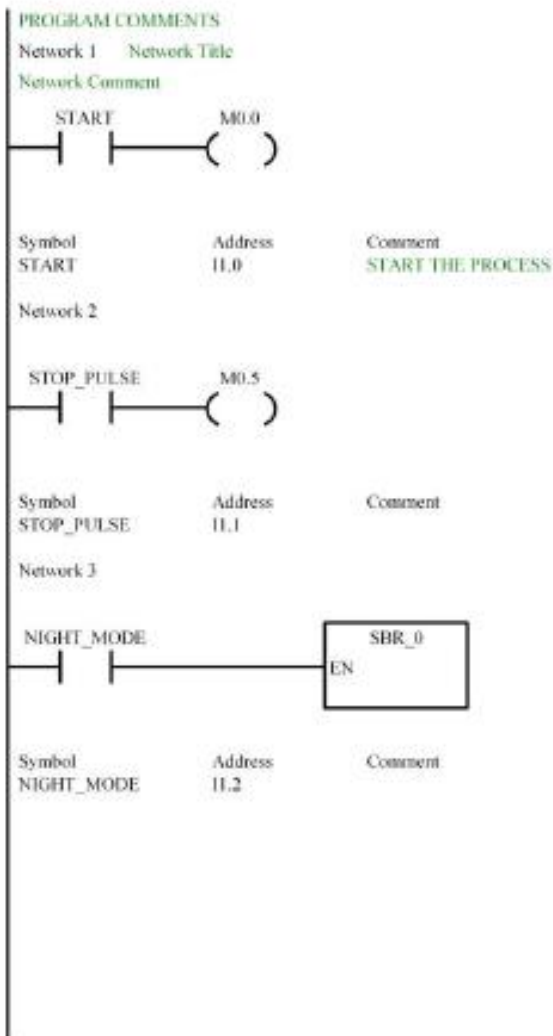 PROGRAM COMMENTS
Network 1 Network Title
Network Comment
START M0.0
Symbol Address Comment
START I1.0 START THE PROCESS
Network 2
STOP_PULSE M0.5
Symbol Address Comment
STOP_PULSE I1.1
Network 3
NIGHT_MODE SBR_0
EN
Symbol Address Comment
NIGHT_MODE I1.2